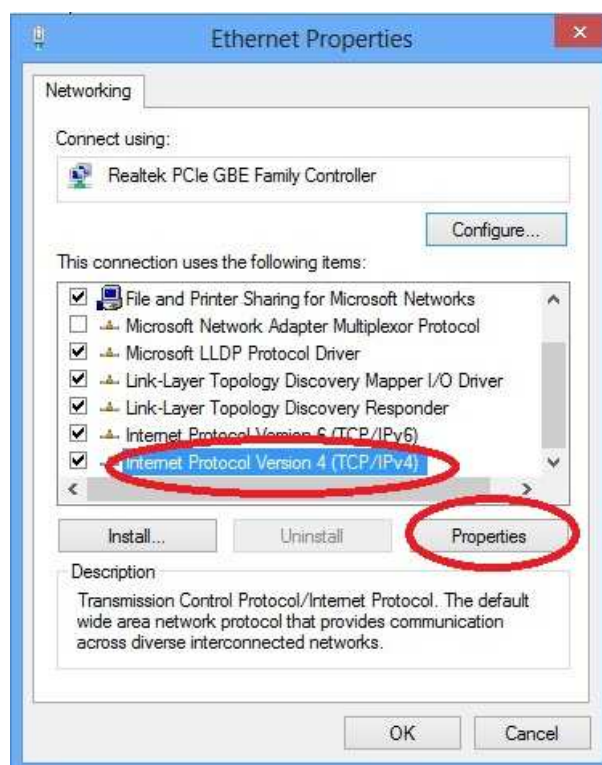 Ethernet Properties
Networking
Connect using:
Realtek PCIe GBE Family Controller
Configure...
This connection uses the following items:
File and Printer Sharing for Microsoft Networks
Microsoft Network Adapter Multiplexor Protocol
Microsoft LLDP Protocol Driver
Link-Layer Topology Discovery Mapper I/O Driver
Link-Layer Topology Discovery Responder
Internet Protocol Version 6 (TCP/IPv6)
Internet Protocol Version 4 (TCP/IPv4)
Install...
Uninstall
Properties
Description
Transmission Control Protocol/Internet Protocol. The default
wide area network protocol that provides communication
across diverse interconnected networks.
OK
Cancel